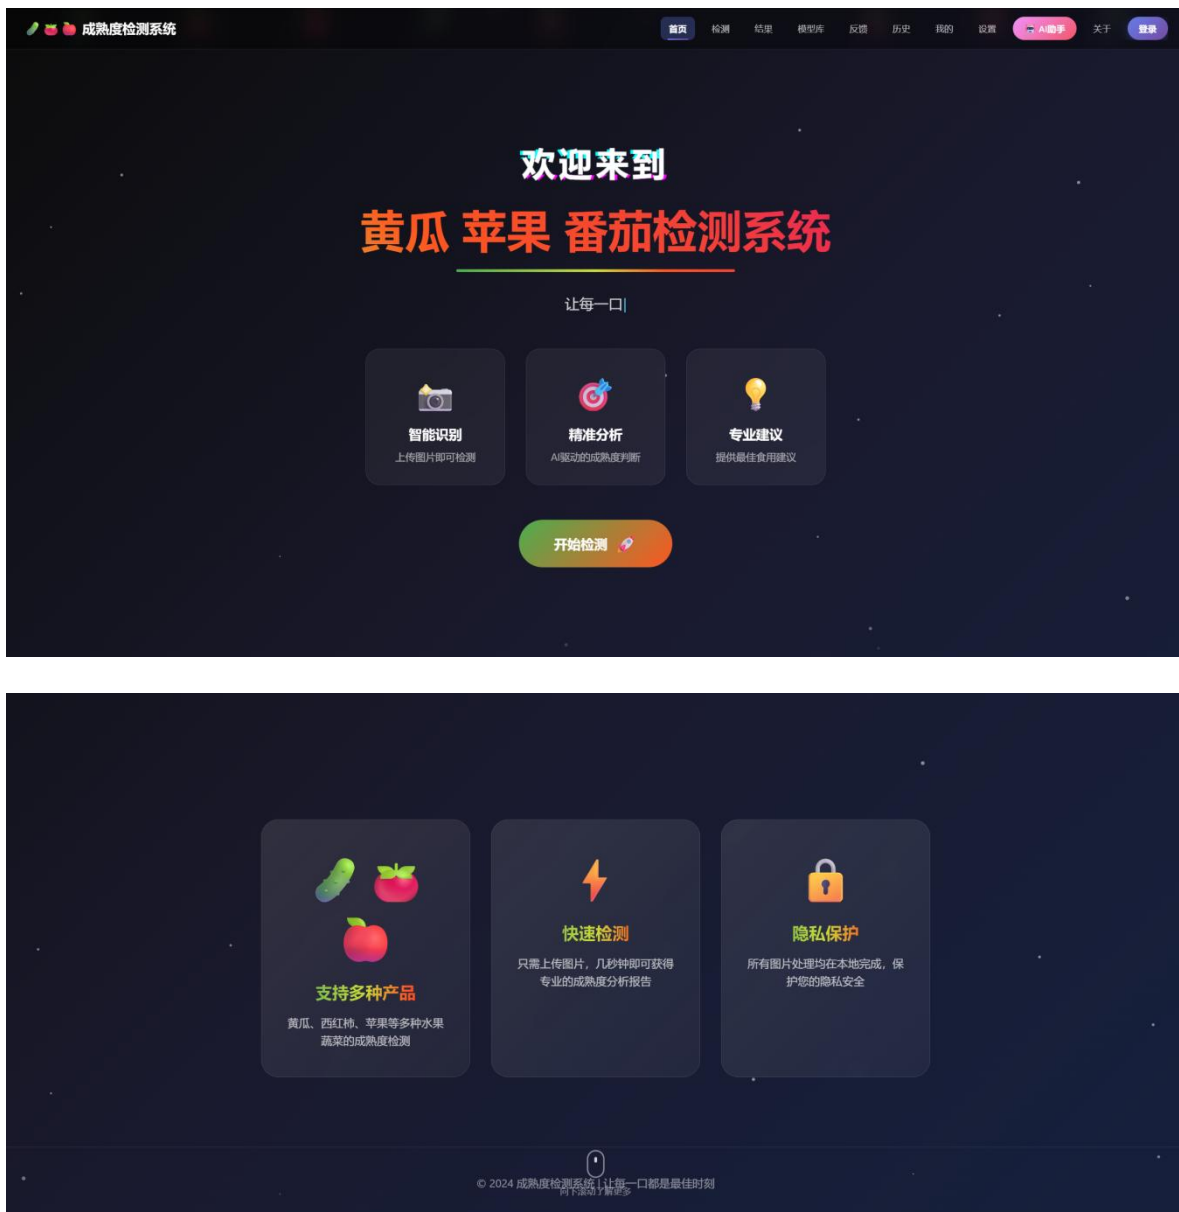 成熟度检测系统
首页 检测 结果 模型库 反馈 历史 我的 设置 AI助手 关于 登录
欢迎来到
黄瓜 苹果 番茄检测系统
让每一口|
智能识别 精准分析 专业建议
上传图片即可检测 AI驱动的成熟度判断 提供最佳食用建议
开始检测
支持多种产品
黄瓜、西红柿、苹果等多种水果
蔬菜的成熟度检测
快速检测
只需上传图片，几秒钟即可获得
专业的成熟度分析报告
隐私保护
所有图片处理均在本地完成，保
护您的隐私安全
© 2024 成熟度检测系统 | 让每一口都是最佳时刻
向下滚动了解更多